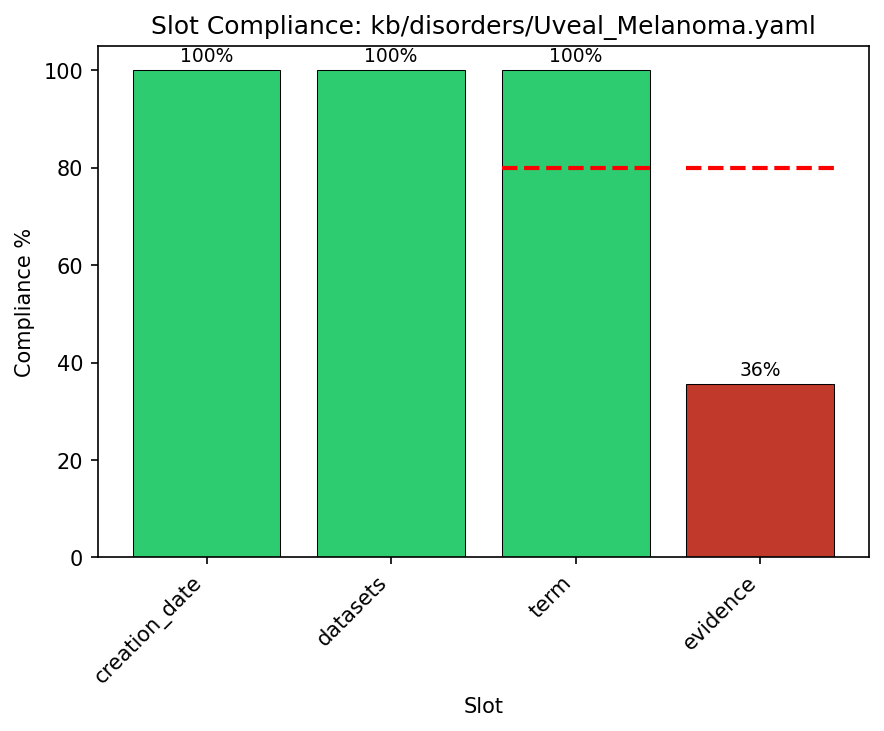 Slot Compliance: kb/disorders/Uveal_Melanoma.yaml
100%
100%
100%
36%
100
80
60
40
20
0
Compliance %
creation_date
datasets
term
evidence
Slot